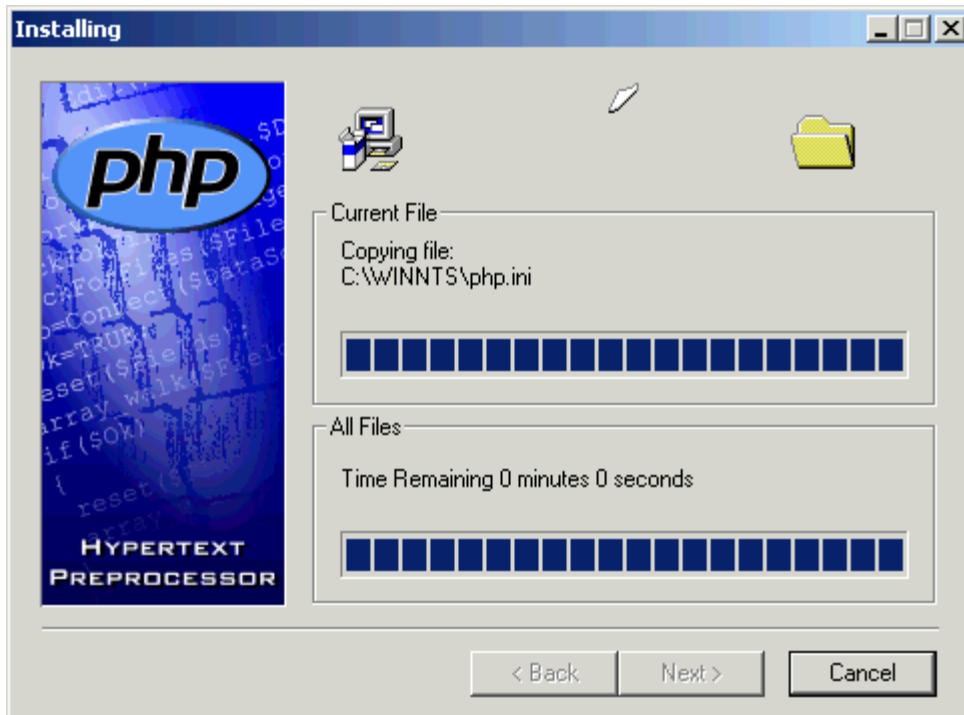 Installing
php
HYPERTEXT
PREPROCESSOR
Current File
Copying file:
C:\WINNTS\php.ini
All Files
Time Remaining 0 minutes 0 seconds
< Back
Next >
Cancel